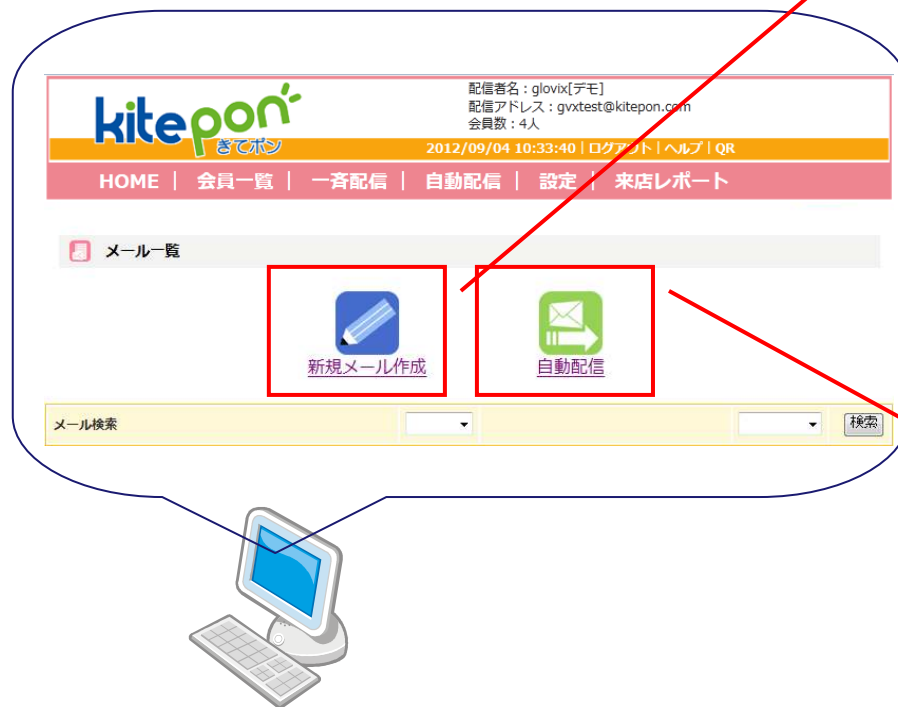 配信者名：glovix[デモ]
配信アドレス：gvxtest@kitepon.com
会員数：4人
kitepon
きてポン
2012/09/04 10:33:40 | ログアウト | ヘルプ | QR
HOME | 会員一覧 | 一斉配信 | 自動配信 | 設定 | 来店レポート
メール一覧
新規メール作成 自動配信
メール検索 検索